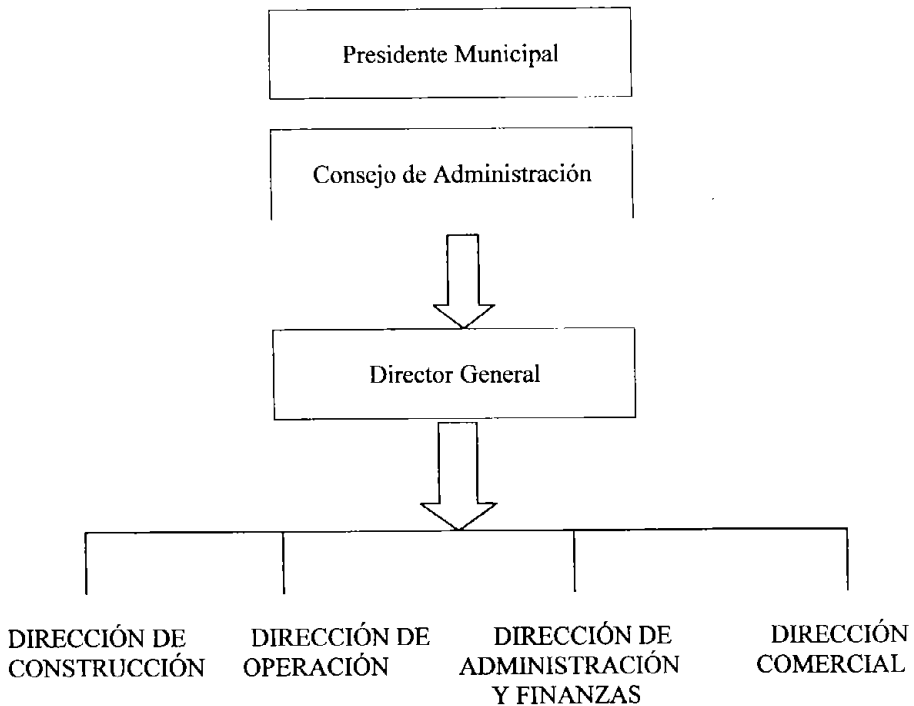 Presidente Municipal
Consejo de Administración
Director General
DIRECCIÓN DE
CONSTRUCCIÓN
DIRECCIÓN DE
OPERACIÓN
DIRECCIÓN DE
ADMINISTRACIÓN
Y FINANZAS
DIRECCIÓN
COMERCIAL